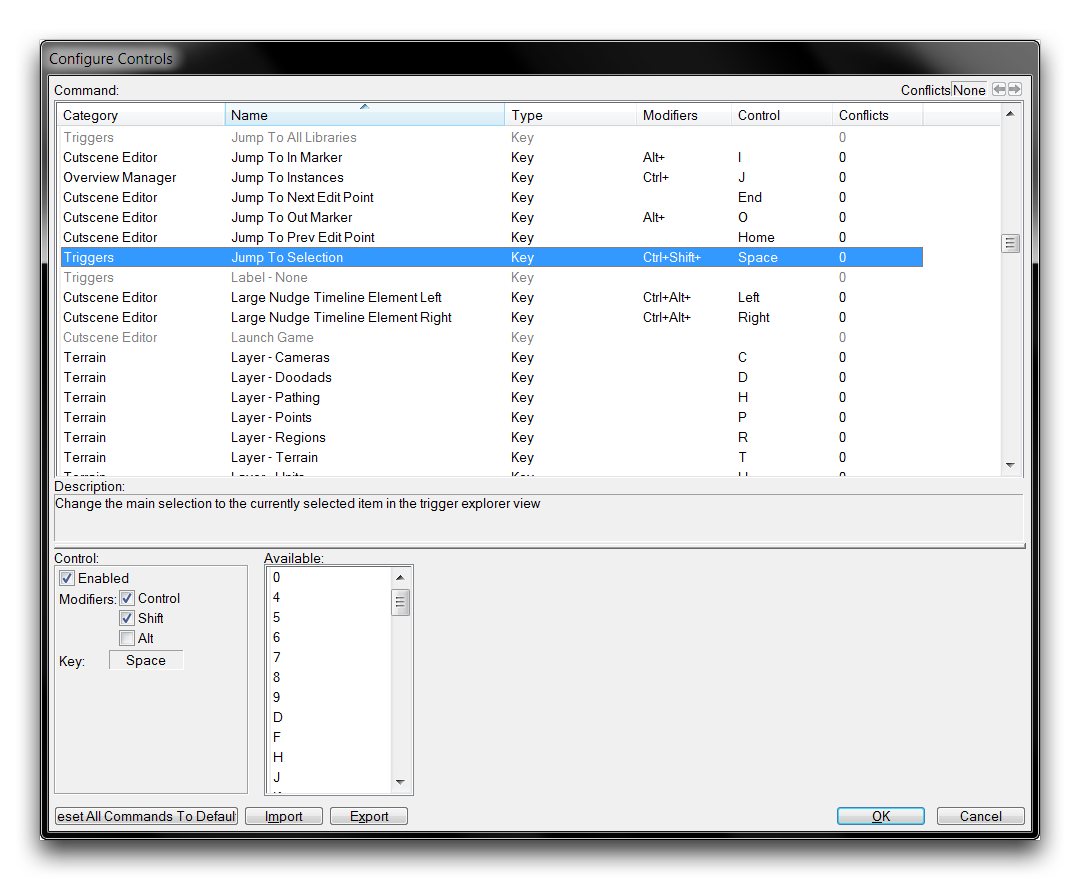 Configure Controls
Command: Conflicts None
Category Name Type Modifiers Control Conflicts
Triggers Jump To All Libraries Key 0
Cutscene Editor Jump To In Marker Key Alt+ I 0
Overview Manager Jump To Instances Key Ctrl+ J 0
Cutscene Editor Jump To Next Edit Point Key End 0
Cutscene Editor Jump To Out Marker Key Alt+ O 0
Cutscene Editor Jump To Prev Edit Point Key Home 0
Triggers Jump To Selection Key Ctrl+Shift+ Space 0
Triggers Label - None Key 0
Cutscene Editor Large Nudge Timeline Element Left Key Ctrl+Alt+ Left 0
Cutscene Editor Large Nudge Timeline Element Right Key Ctrl+Alt+ Right 0
Cutscene Editor Launch Game Key 0
Terrain Layer - Cameras Key C 0
Terrain Layer - Doodads Key D 0
Terrain Layer - Pathing Key H 0
Terrain Layer - Points Key P 0
Terrain Layer - Regions Key R 0
Terrain Layer - Terrain Key T 0
Description:
Change the main selection to the currently selected item in the trigger explorer view
Control: Available:
Enabled 0
Modifiers: Control 4
Shift 5
Alt 6
Key: Space 7
8
9
D
F
H
J
eset All Commands To Defaul Import Export OK Cancel